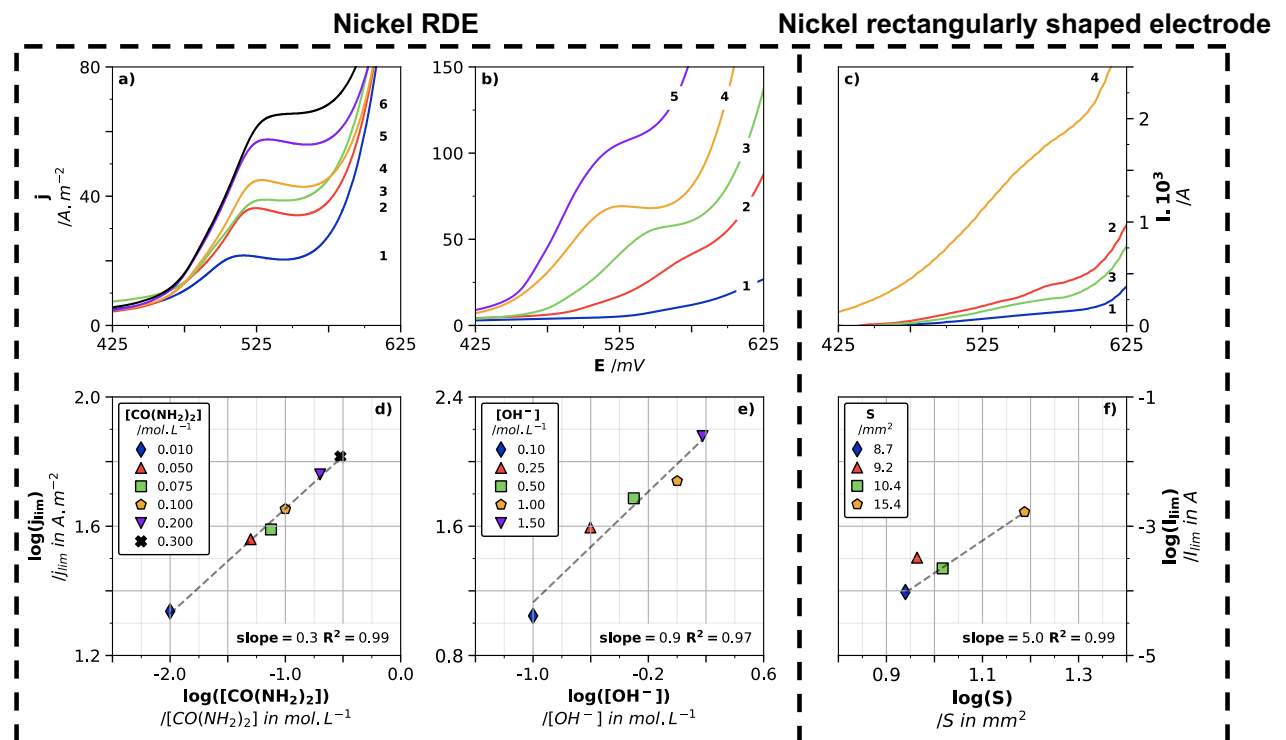 Nickel RDE
Nickel rectangularly shaped electrode
a)
80
40
0
j
/A.m⁻²
425
525
625
1
2
3
4
5
6
b)
150
100
50
0
425
525
625
E /mV
1
2
3
4
5
c)
2
1
0
I.10³
/A
425
525
625
1
3
2
4
d)
2.0
1.6
1.2
log(jlim)
/jlim in A.m⁻²
[CO(NH₂)₂]
/mol.L⁻¹
0.010
0.050
0.075
0.100
0.200
0.300
slope = 0.3 R² = 0.99
-2.0
-1.0
0.0
log([CO(NH₂)₂])
/[CO(NH₂)₂] in mol.L⁻¹
e)
2.4
1.6
0.8
[OH⁻]
/mol.L⁻¹
0.10
0.25
0.50
1.00
1.50
slope = 0.9 R² = 0.97
-1.0
-0.2
0.6
log([OH⁻])
/[OH⁻] in mol.L⁻¹
f)
-1
-3
-5
log(Ilim)
/Ilim in A
S
/mm²
8.7
9.2
10.4
15.4
slope = 5.0 R² = 0.99
0.9
1.1
1.3
log(S)
/S in mm²